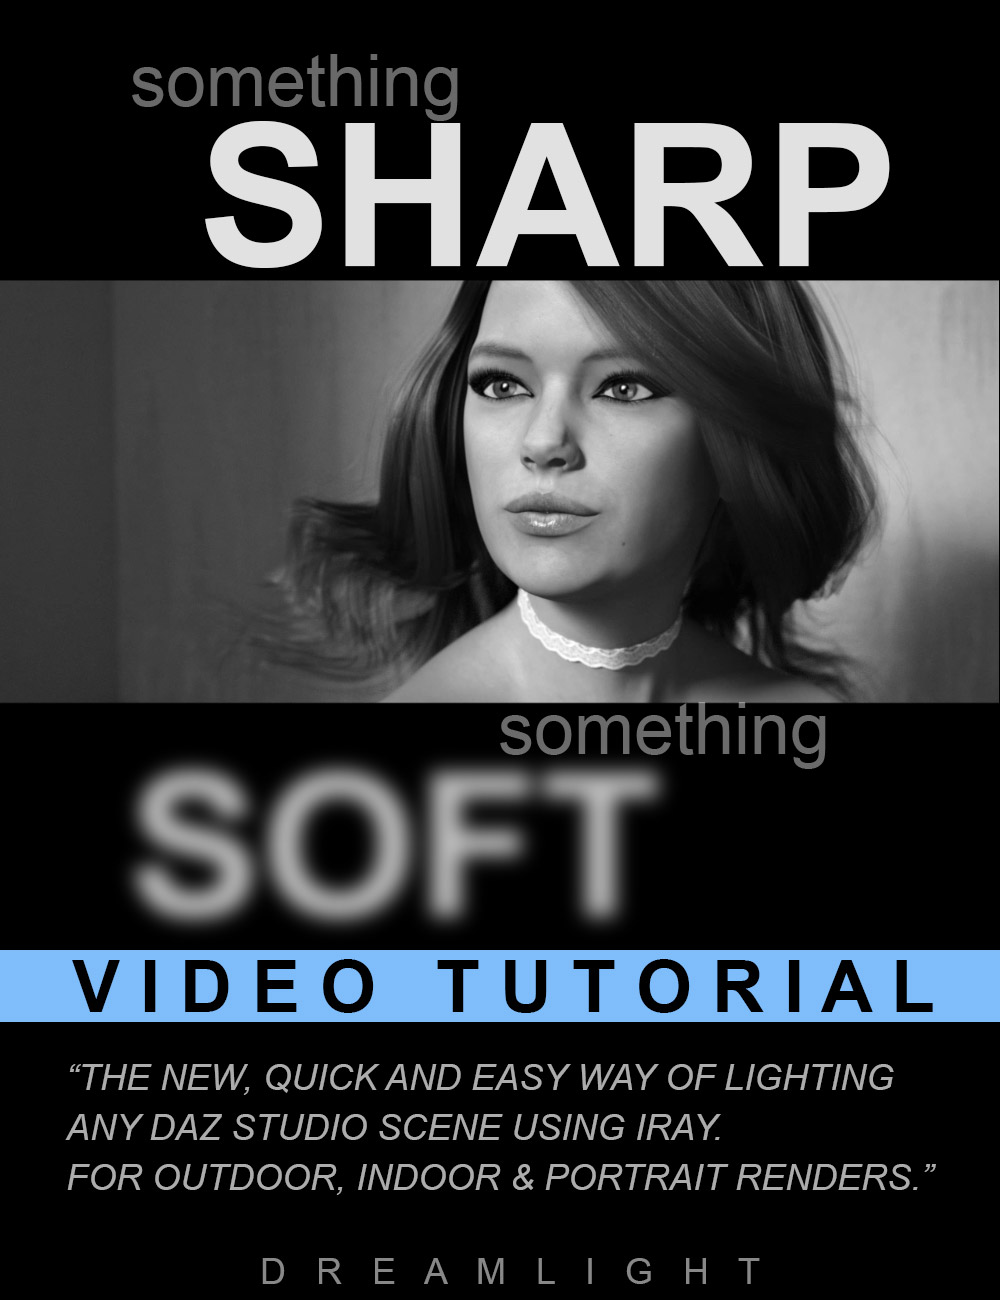 something
SHARP
something
SOFT
VIDEO TUTORIAL
“THE NEW, QUICK AND EASY WAY OF LIGHTING
ANY DAZ STUDIO SCENE USING IRAY.
FOR OUTDOOR, INDOOR & PORTRAIT RENDERS.”
DREAMLIGHT